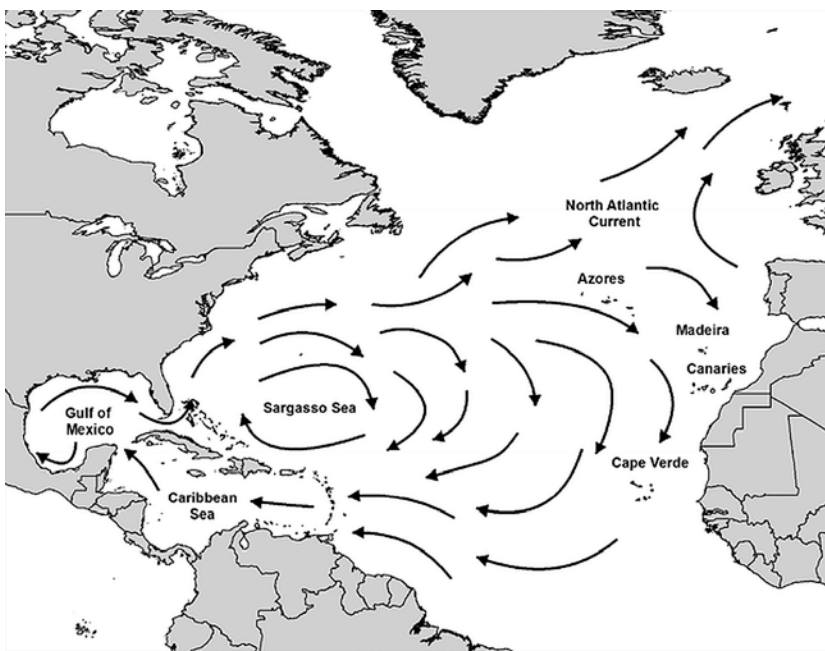 North Atlantic
Current
Azores
Madeira
Canaries
Gulf of
Mexico
Sargasso Sea
Cape Verde
Caribbean
Sea